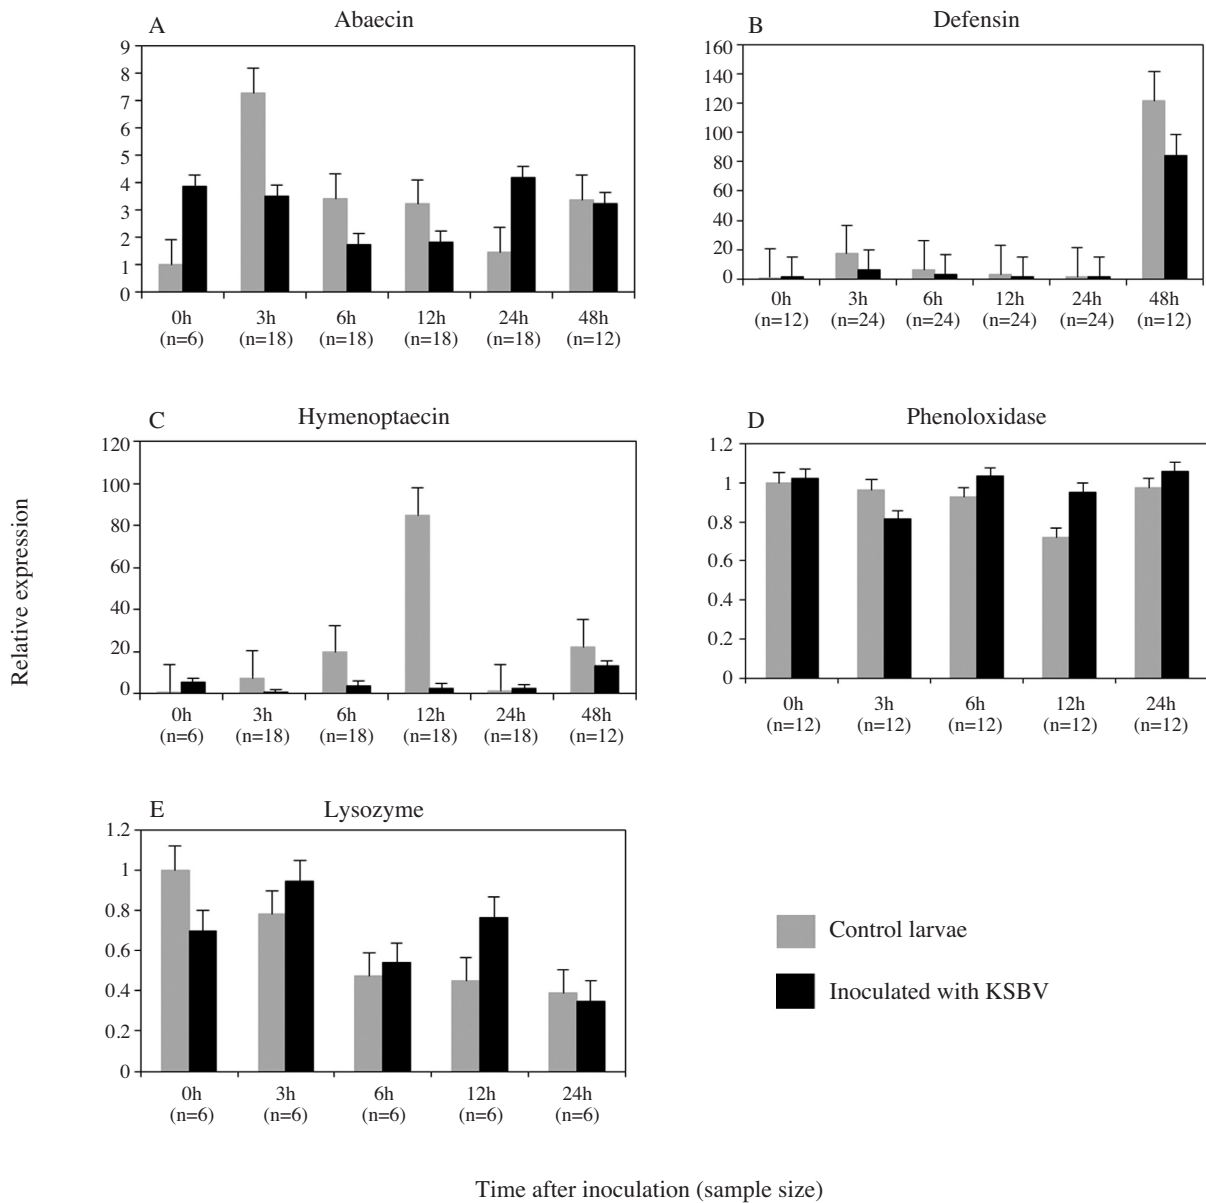 A
Abaecin
9
8
7
6
5
4
3
2
1
0
0h 3h 6h 12h 24h 48h
(n=6) (n=18) (n=18) (n=18) (n=18) (n=12)
B
Defensin
160
140
120
100
80
60
40
20
0
0h 3h 6h 12h 24h 48h
(n=12) (n=24) (n=24) (n=24) (n=24) (n=12)
Relative expression
C
Hymenoptaecin
120
100
80
60
40
20
0
0h 3h 6h 12h 24h 48h
(n=6) (n=18) (n=18) (n=18) (n=18) (n=12)
D
Phenoloxidase
1.2
1
0.8
0.6
0.4
0.2
0
0h 3h 6h 12h 24h
(n=12) (n=12) (n=12) (n=12) (n=12)
E
Lysozyme
1.2
1
0.8
0.6
0.4
0.2
0
0h 3h 6h 12h 24h
(n=6) (n=6) (n=6) (n=6) (n=6)
Control larvae
Inoculated with KSBV
Time after inoculation (sample size)